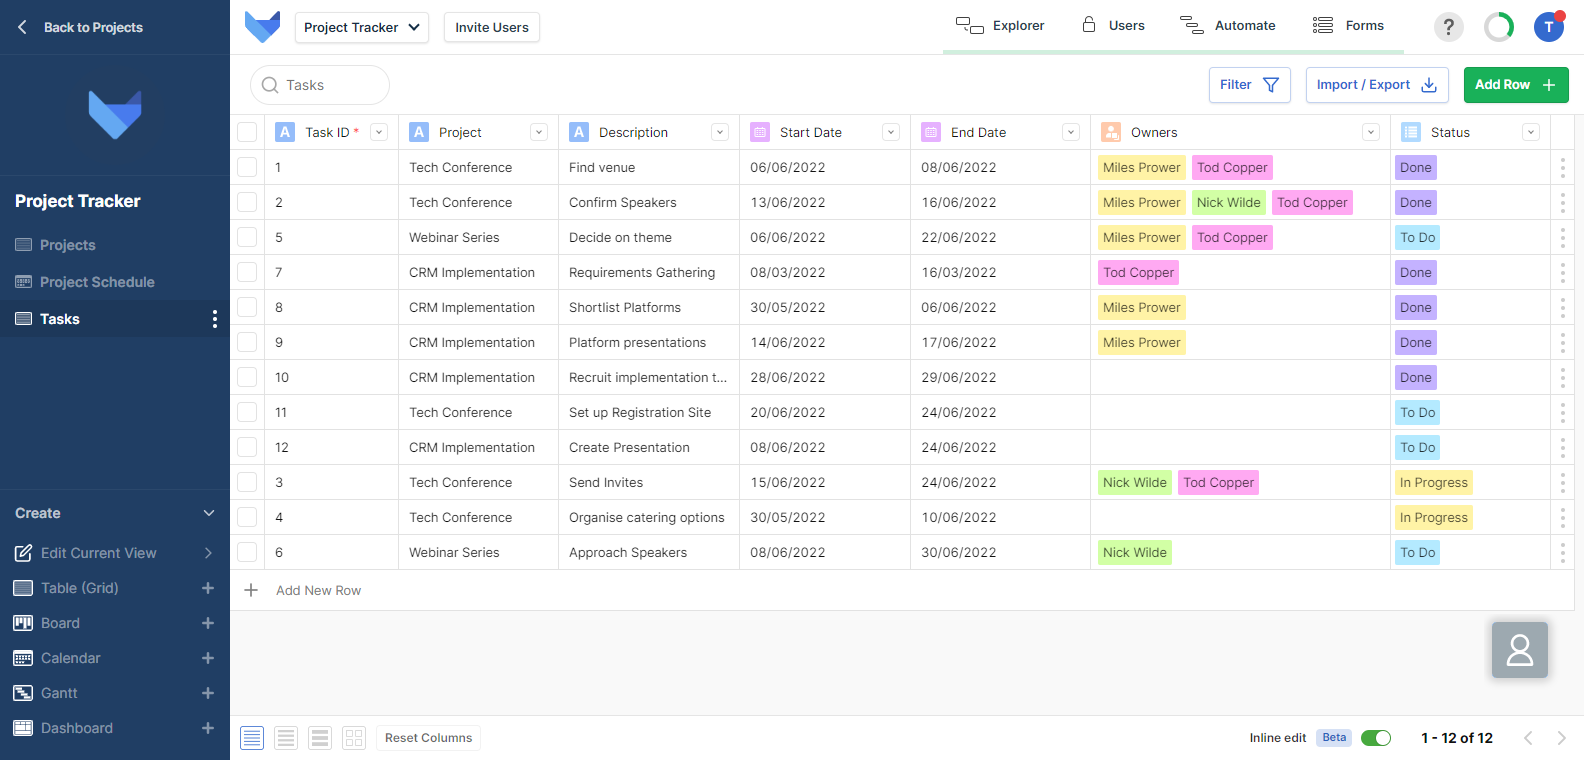 Back to Projects
Project Tracker
Invite Users
Explorer
Users
Automate
Forms
?
T
Tasks
Filter
Import / Export
Add Row
Project Tracker
Projects
Project Schedule
Tasks
Create
Edit Current View
Table (Grid)
Board
Calendar
Gantt
Dashboard
A Task ID * A Project A Description Start Date End Date Owners Status
1 Tech Conference Find venue 06/06/2022 08/06/2022 Miles Prower Tod Copper Done
2 Tech Conference Confirm Speakers 13/06/2022 16/06/2022 Miles Prower Nick Wilde Tod Copper Done
5 Webinar Series Decide on theme 06/06/2022 22/06/2022 Miles Prower Tod Copper To Do
7 CRM Implementation Requirements Gathering 08/03/2022 16/03/2022 Tod Copper Done
8 CRM Implementation Shortlist Platforms 30/05/2022 06/06/2022 Miles Prower Done
9 CRM Implementation Platform presentations 14/06/2022 17/06/2022 Miles Prower Done
10 CRM Implementation Recruit implementation t... 28/06/2022 29/06/2022 Done
11 Tech Conference Set up Registration Site 20/06/2022 24/06/2022 To Do
12 CRM Implementation Create Presentation 08/06/2022 24/06/2022 To Do
3 Tech Conference Send Invites 15/06/2022 24/06/2022 Nick Wilde Tod Copper In Progress
4 Tech Conference Organise catering options 30/05/2022 10/06/2022 In Progress
6 Webinar Series Approach Speakers 08/06/2022 30/06/2022 Nick Wilde To Do
Add New Row
Reset Columns
Inline edit Beta
1 - 12 of 12